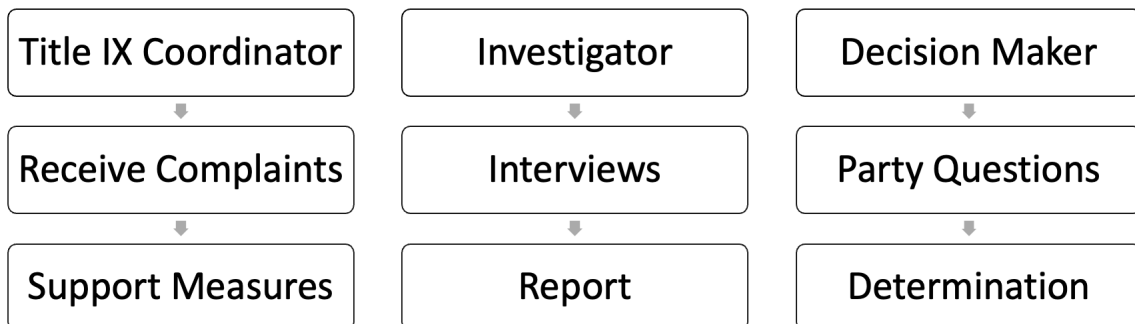 Title IX Coordinator
Receive Complaints
Support Measures
Investigator
Interviews
Report
Decision Maker
Party Questions
Determination